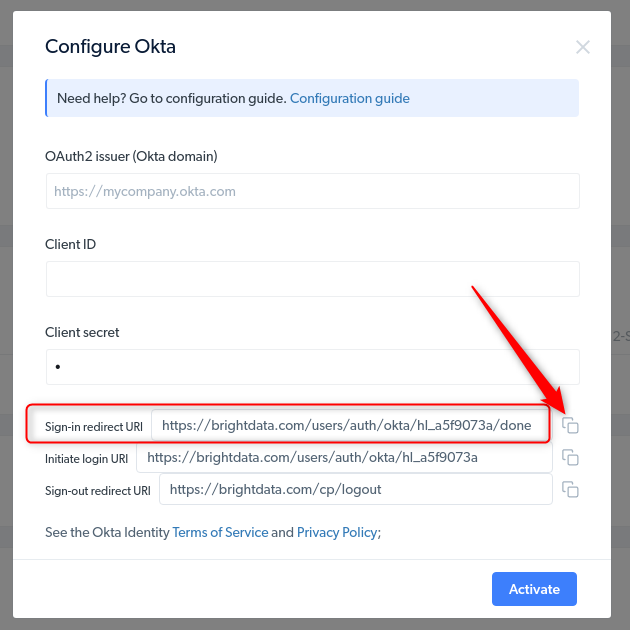 Configure Okta
Need help? Go to configuration guide. Configuration guide
OAuth2 issuer (Okta domain)
https://mycompany.okta.com
Client ID
Client secret
•
Sign-in redirect URI https://brightdata.com/users/auth/okta/hl_a5f9073a/done
Initiate login URI https://brightdata.com/users/auth/okta/hl_a5f9073a
Sign-out redirect URI https://brightdata.com/cp/logout
See the Okta Identity Terms of Service and Privacy Policy;
Activate